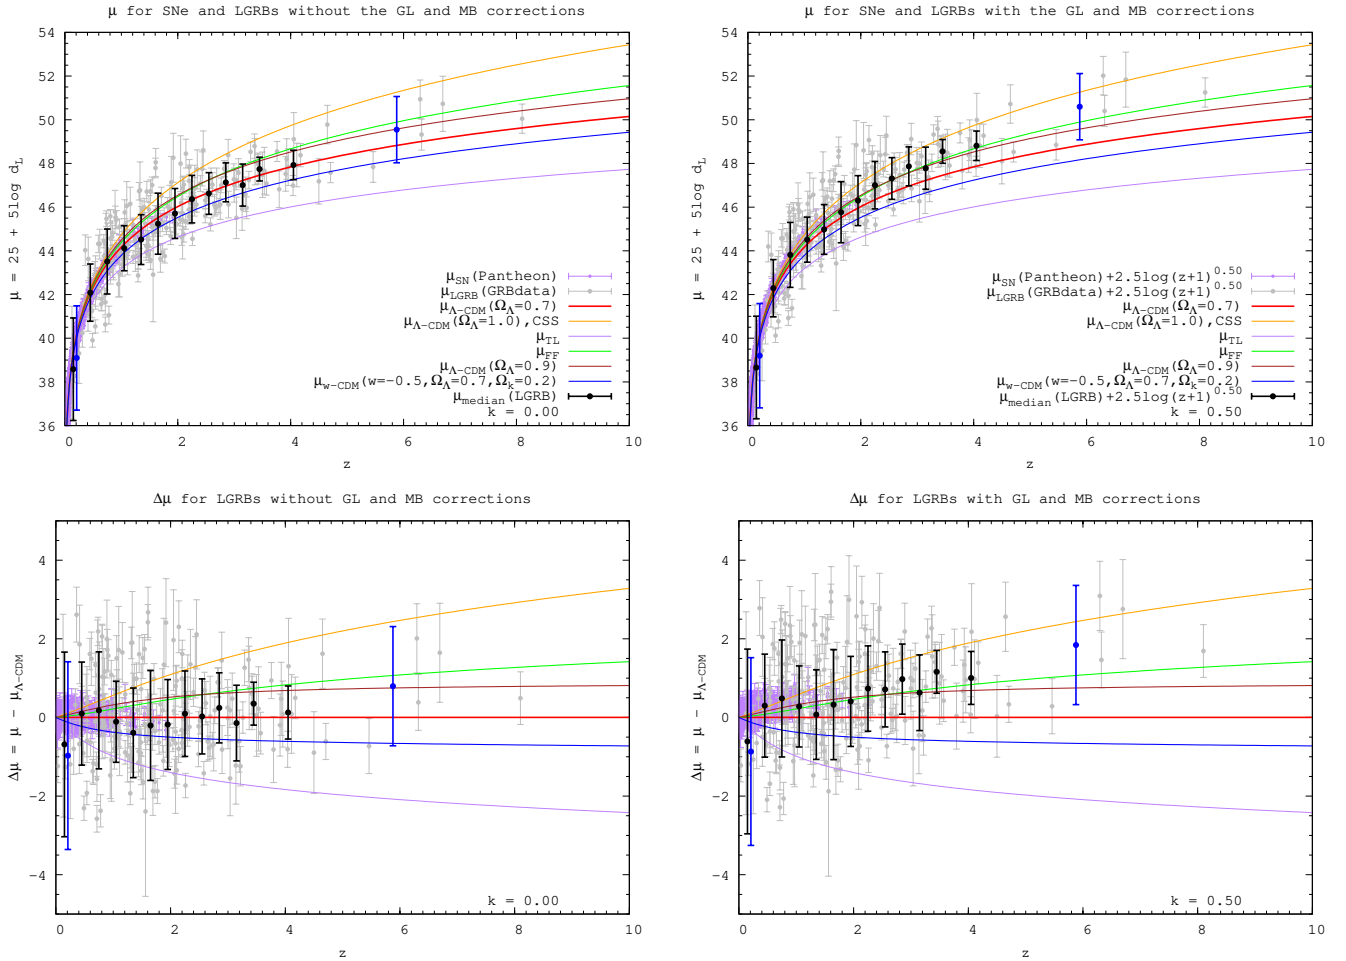 μ for SNe and LGRBs without the GL and MB corrections
54
52
50
48
46
44
42
40
38
36
μ = 25 + 5log d_L
μ_SN(Pantheon)
μ_LGRB(GRBdata)
μ_Λ-CDM(Ω_Λ=0.7)
μ_Λ-CDM(Ω_Λ=1.0),CSS
μ_TL
μ_FF
μ_Λ-CDM(Ω_Λ=0.9)
μ_w-CDM(w=-0.5,Ω_Λ=0.7,Ω_k=0.2)
μ_median(LGRB)
k = 0.00
0 2 4 6 8 10
z
μ for SNe and LGRBs with the GL and MB corrections
54
52
50
48
46
44
42
40
38
36
μ = 25 + 5log d_L
μ_SN(Pantheon)+2.5log(z+1)^0.50
μ_LGRB(GRBdata)+2.5log(z+1)^0.50
μ_Λ-CDM(Ω_Λ=0.7)
μ_Λ-CDM(Ω_Λ=1.0),CSS
μ_TL
μ_FF
μ_Λ-CDM(Ω_Λ=0.9)
μ_w-CDM(w=-0.5,Ω_Λ=0.7,Ω_k=0.2)
μ_median(LGRB)+2.5log(z+1)^0.50
k = 0.50
0 2 4 6 8 10
z
Δμ for LGRBs without GL and MB corrections
4
2
0
-2
-4
Δμ = μ - μ_Λ-CDM
k = 0.00
0 2 4 6 8 10
z
Δμ for LGRBs with GL and MB corrections
4
2
0
-2
-4
Δμ = μ - μ_Λ-CDM
k = 0.50
0 2 4 6 8 10
z